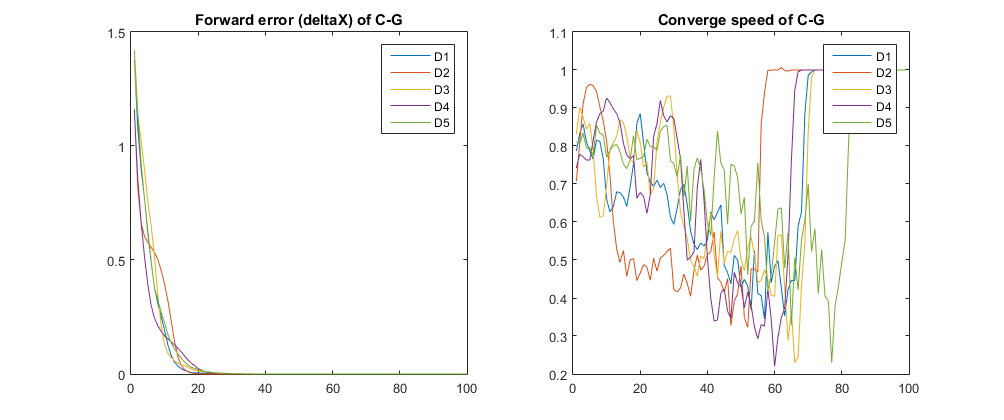 Forward error (deltaX) of C-G
1.5
1
0.5
0
0 20 40 60 80 100
D1
D2
D3
D4
D5
Converge speed of C-G
1.1
1
0.9
0.8
0.7
0.6
0.5
0.4
0.3
0.2
0 20 40 60 80 100
D1
D2
D3
D4
D5